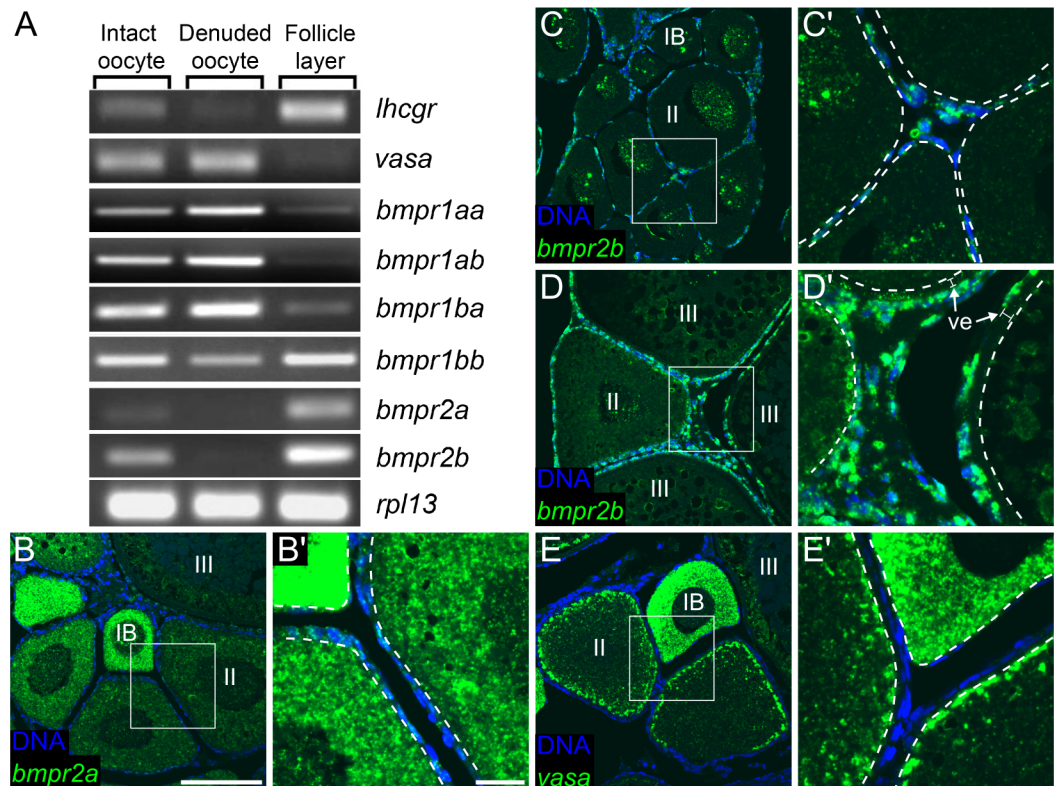 A
Intact oocyte
Denuded oocyte
Follicle layer
lhcgr
vasa
bmpr1aa
bmpr1ab
bmpr1ba
bmpr1bb
bmpr2a
bmpr2b
rpl13
B
III
IB
II
DNA
bmpr2a
B'
C
IB
II
DNA
bmpr2b
C'
D
III
II
III
III
DNA
bmpr2b
D'
ve
E
III
IB
II
DNA
vasa
E'